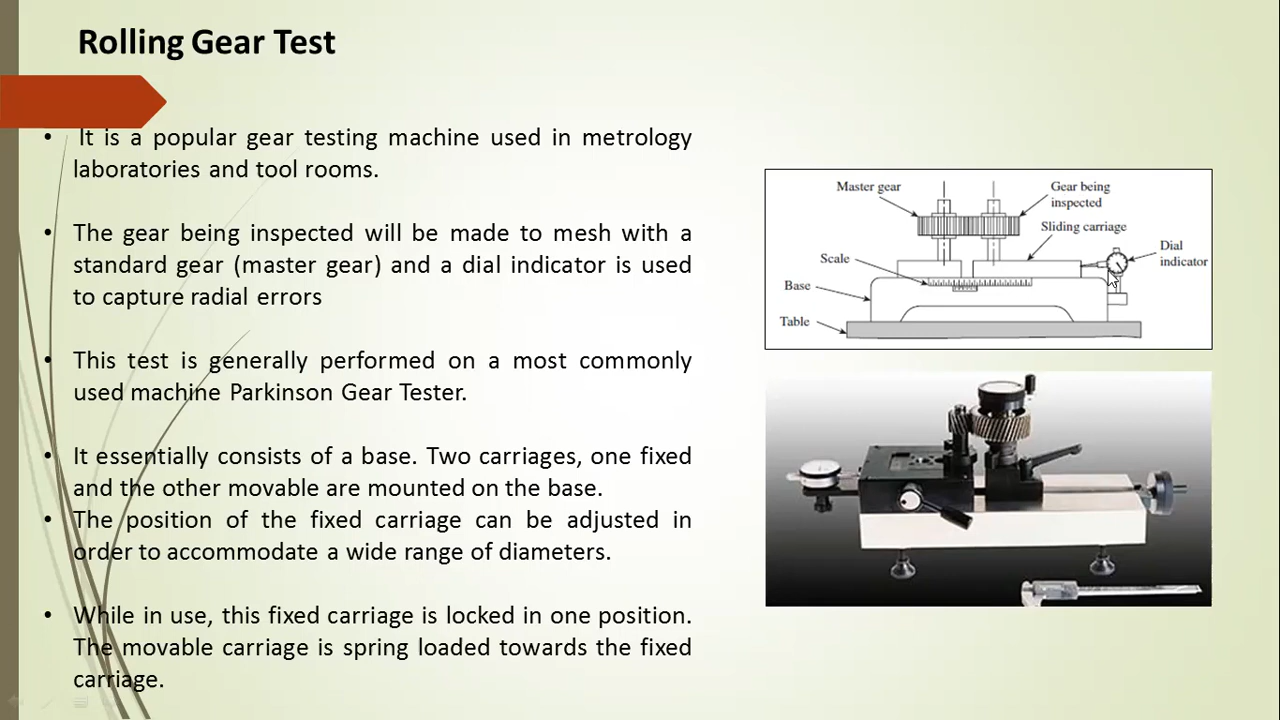 Rolling Gear Test
• It is a popular gear testing machine used in metrology
laboratories and tool rooms.
• The gear being inspected will be made to mesh with a
standard gear (master gear) and a dial indicator is used
to capture radial errors
• This test is generally performed on a most commonly
used machine Parkinson Gear Tester.
• It essentially consists of a base. Two carriages, one fixed
and the other movable are mounted on the base.
• The position of the fixed carriage can be adjusted in
order to accommodate a wide range of diameters.
• While in use, this fixed carriage is locked in one position.
The movable carriage is spring loaded towards the fixed
carriage.
Master gear
Gear being
inspected
Sliding carriage
Scale
Dial
indicator
Base
Table